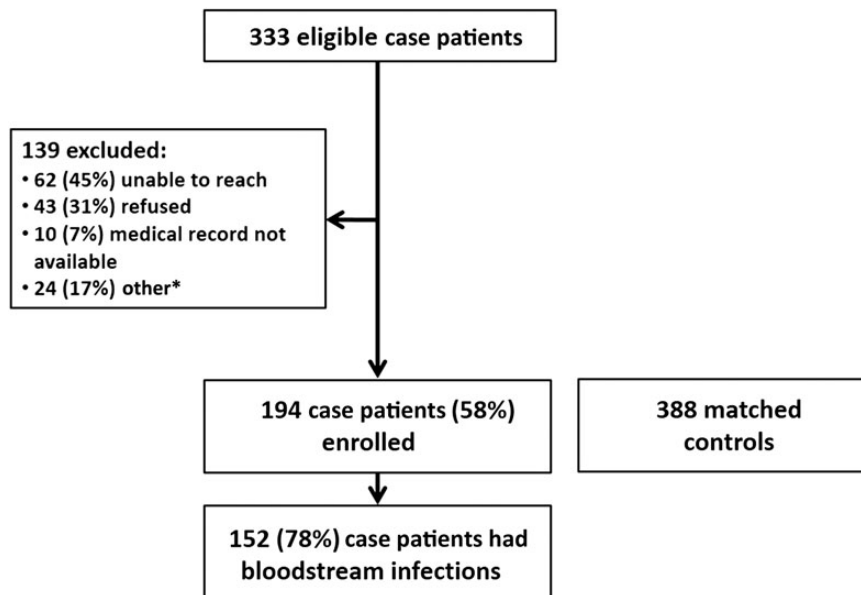 333 eligible case patients
139 excluded:
• 62 (45%) unable to reach
• 43 (31%) refused
• 10 (7%) medical record not
available
• 24 (17%) other*
194 case patients (58%)
enrolled
388 matched
controls
152 (78%) case patients had
bloodstream infections